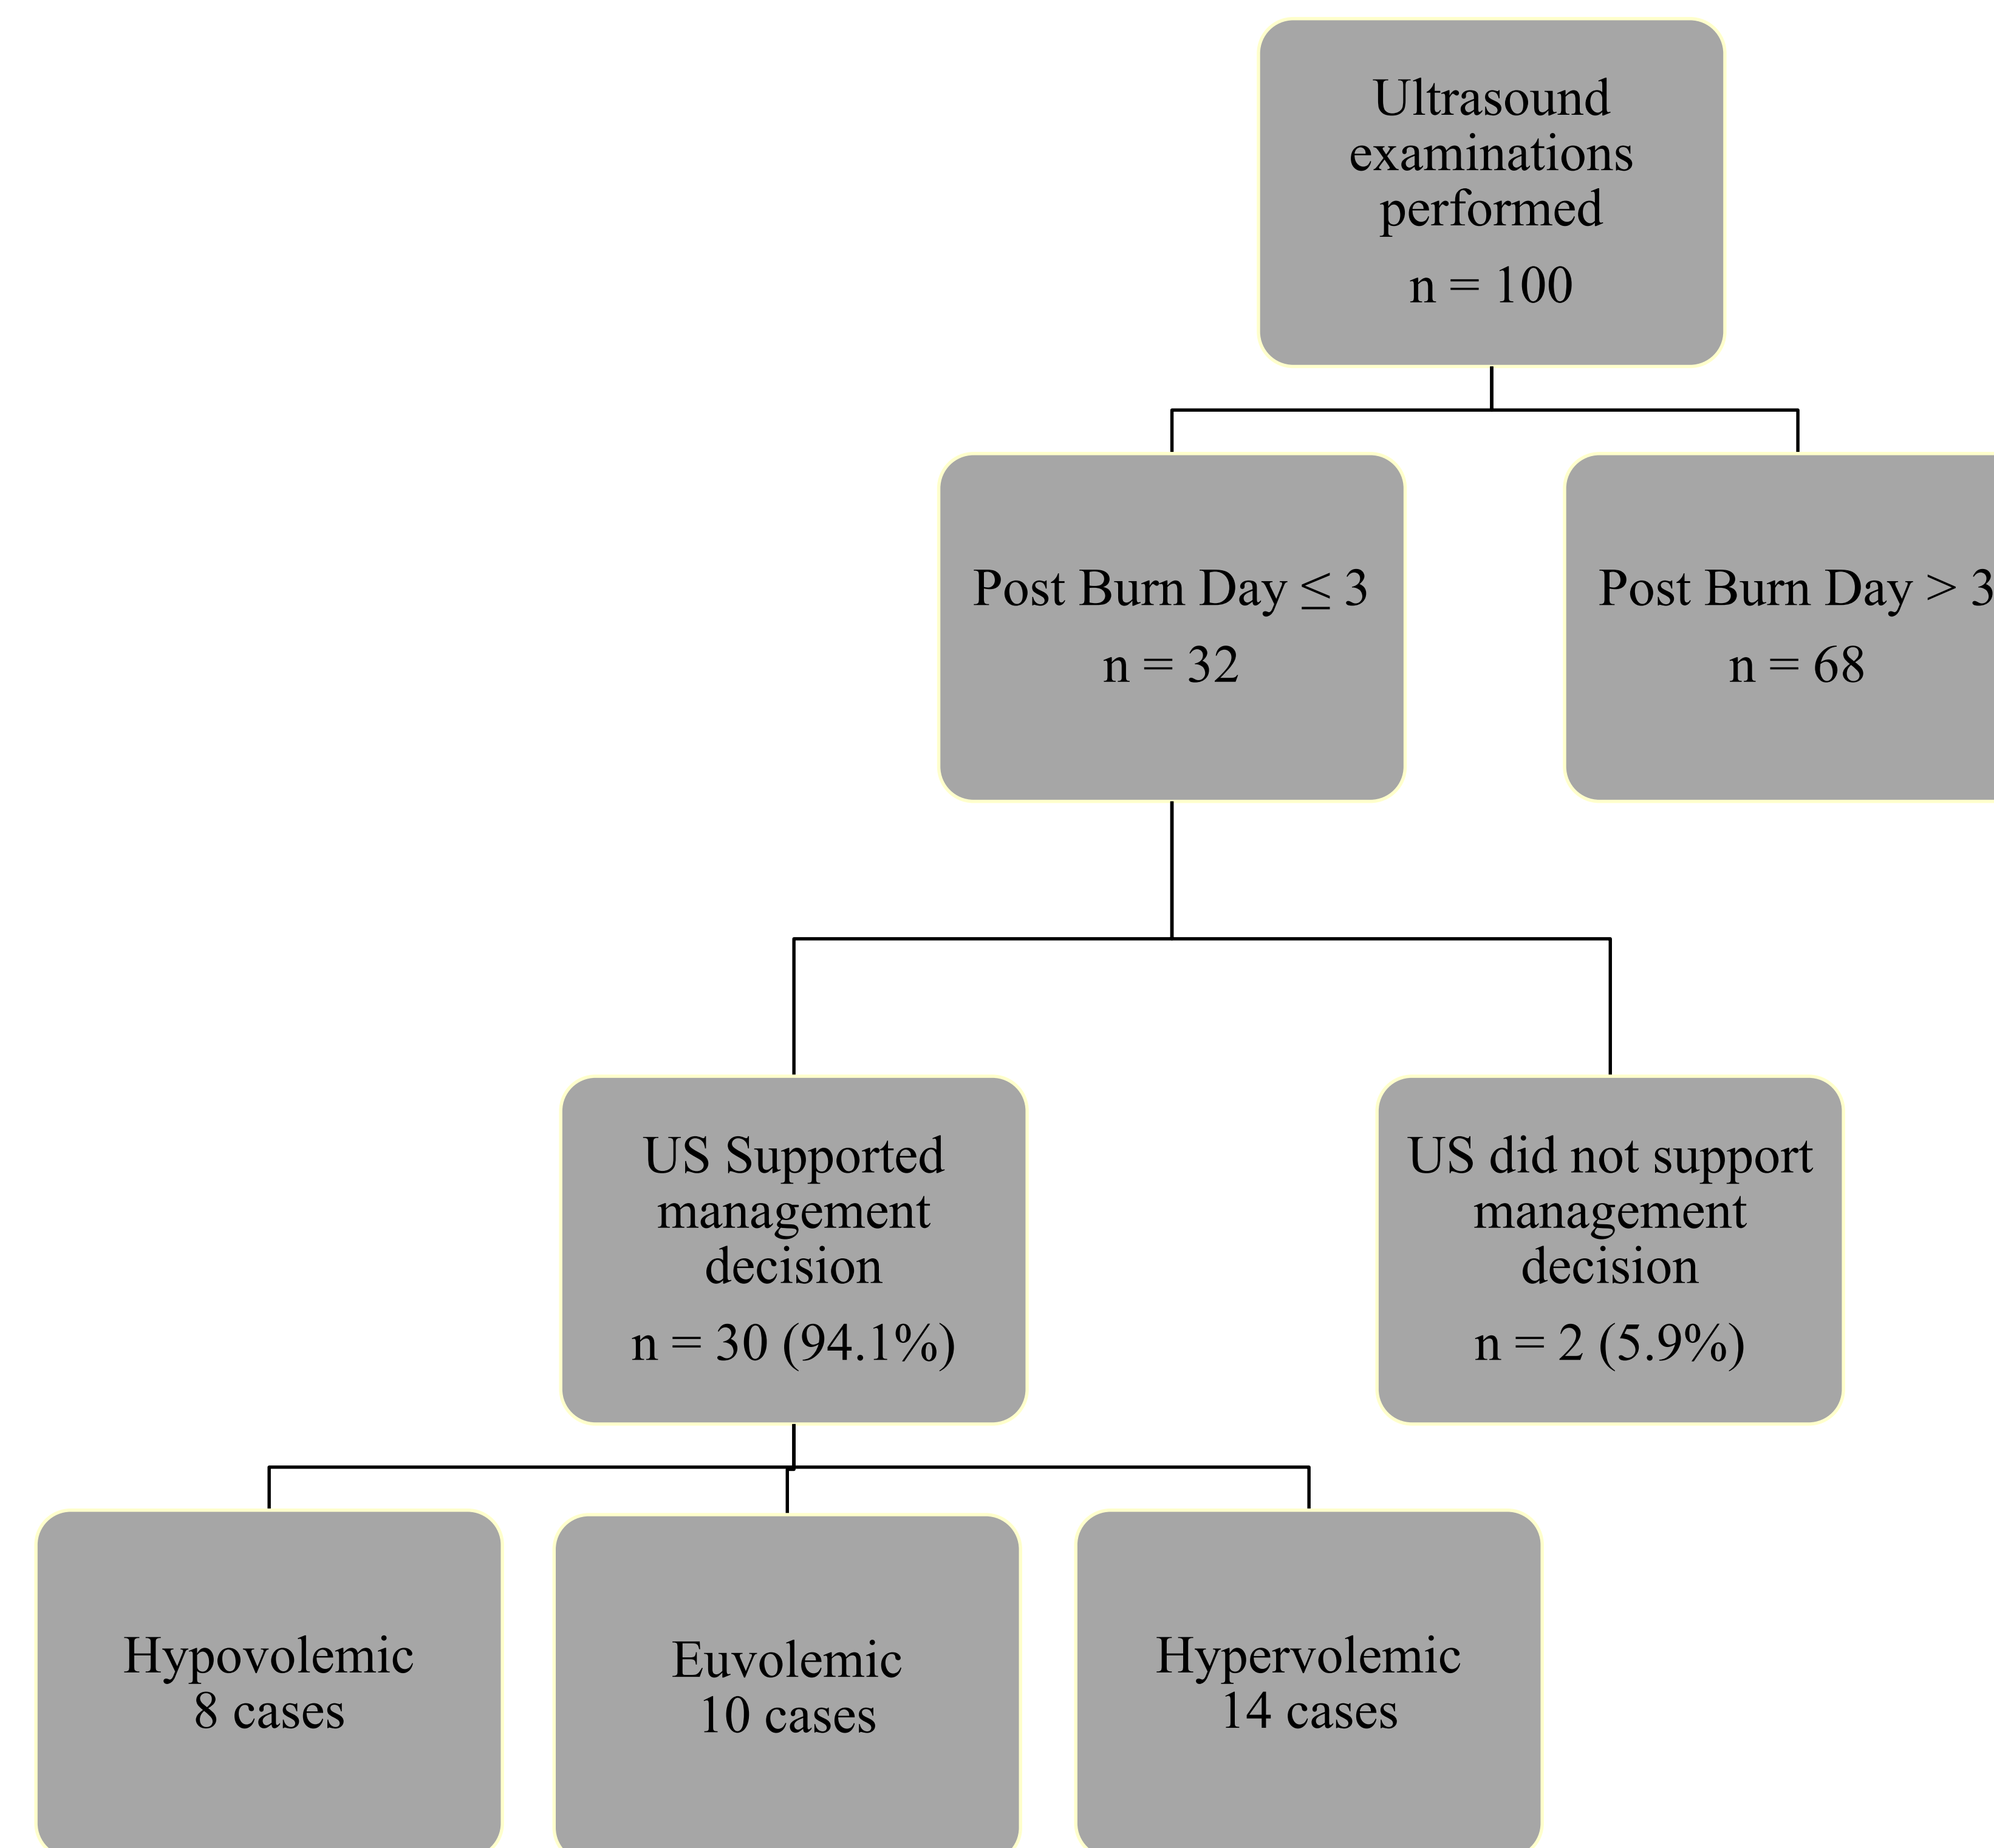 Ultrasound
examinations
performed
n = 100
Post Burn Day ≤ 3
n = 32
Post Burn Day > 3
n = 68
US Supported
management
decision
n = 30 (94.1%)
US did not support
management
decision
n = 2 (5.9%)
Hypovolemic
8 cases
Euvolemic
10 cases
Hypervolemic
14 cases